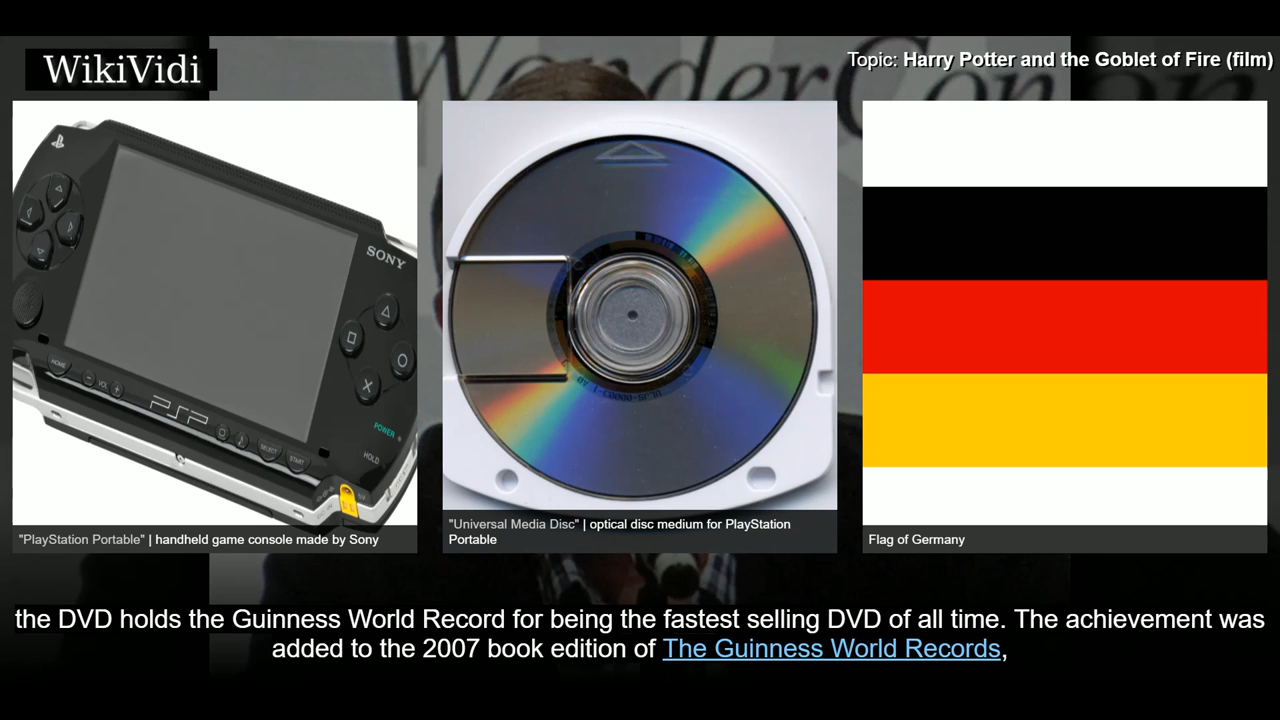 WonderCon
WikiVidi
Topic: Harry Potter and the Goblet of Fire (film)
SONY
HOME
VOL
PSP
SELECT
START
POWER
HOLD
"PlayStation Portable" | handheld game console made by Sony
"Universal Media Disc" | optical disc medium for PlayStation
Portable
Flag of Germany
the DVD holds the Guinness World Record for being the fastest selling DVD of all time. The achievement was
added to the 2007 book edition of The Guinness World Records,